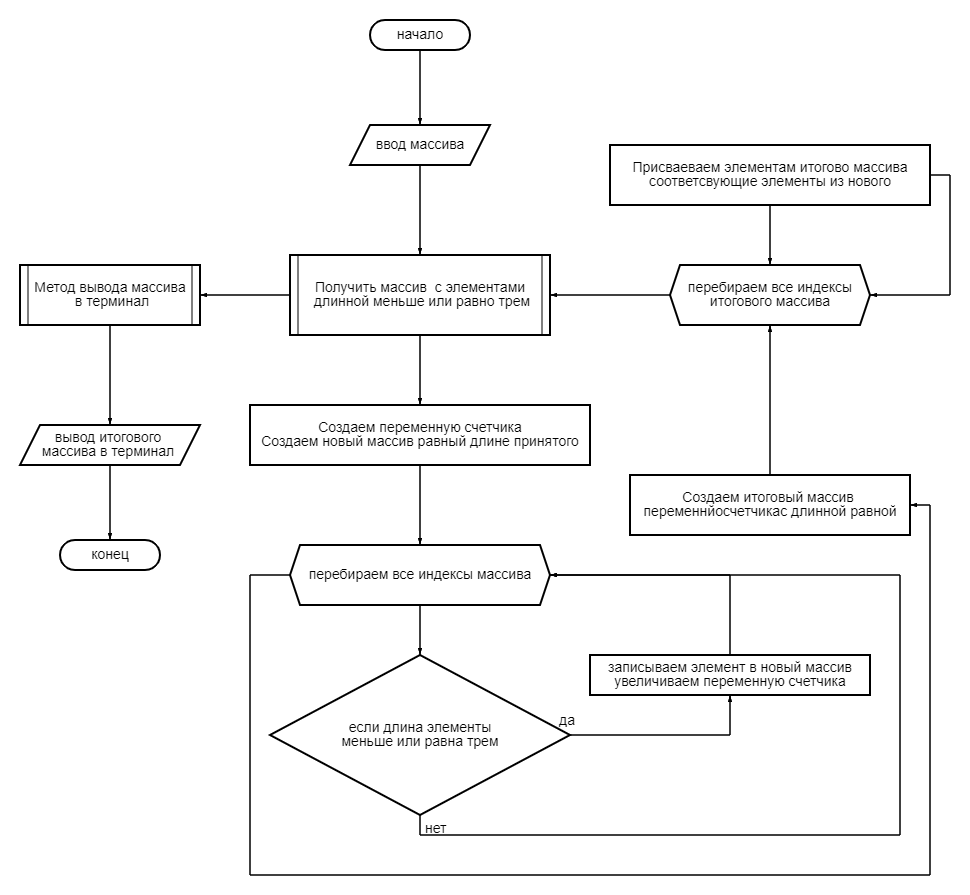 начало
ввод массива
Присваеваем элементам итогово массива
соответсвующие элементы из нового
Метод вывода массива
в терминал
Получить массив с элементами
длинной меньше или равно трем
перебираем все индексы
итогового массива
Создаем переменную счетчика
Создаем новый массив равный длине принятого
вывод итогового
массива в терминал
Создаем итоговый массив
переменнйосчетчикас длинной равной
конец
перебираем все индексы массива
записываем элемент в новый массив
увеличиваем переменную счетчика
да
если длина элементы
меньше или равна трем
нет